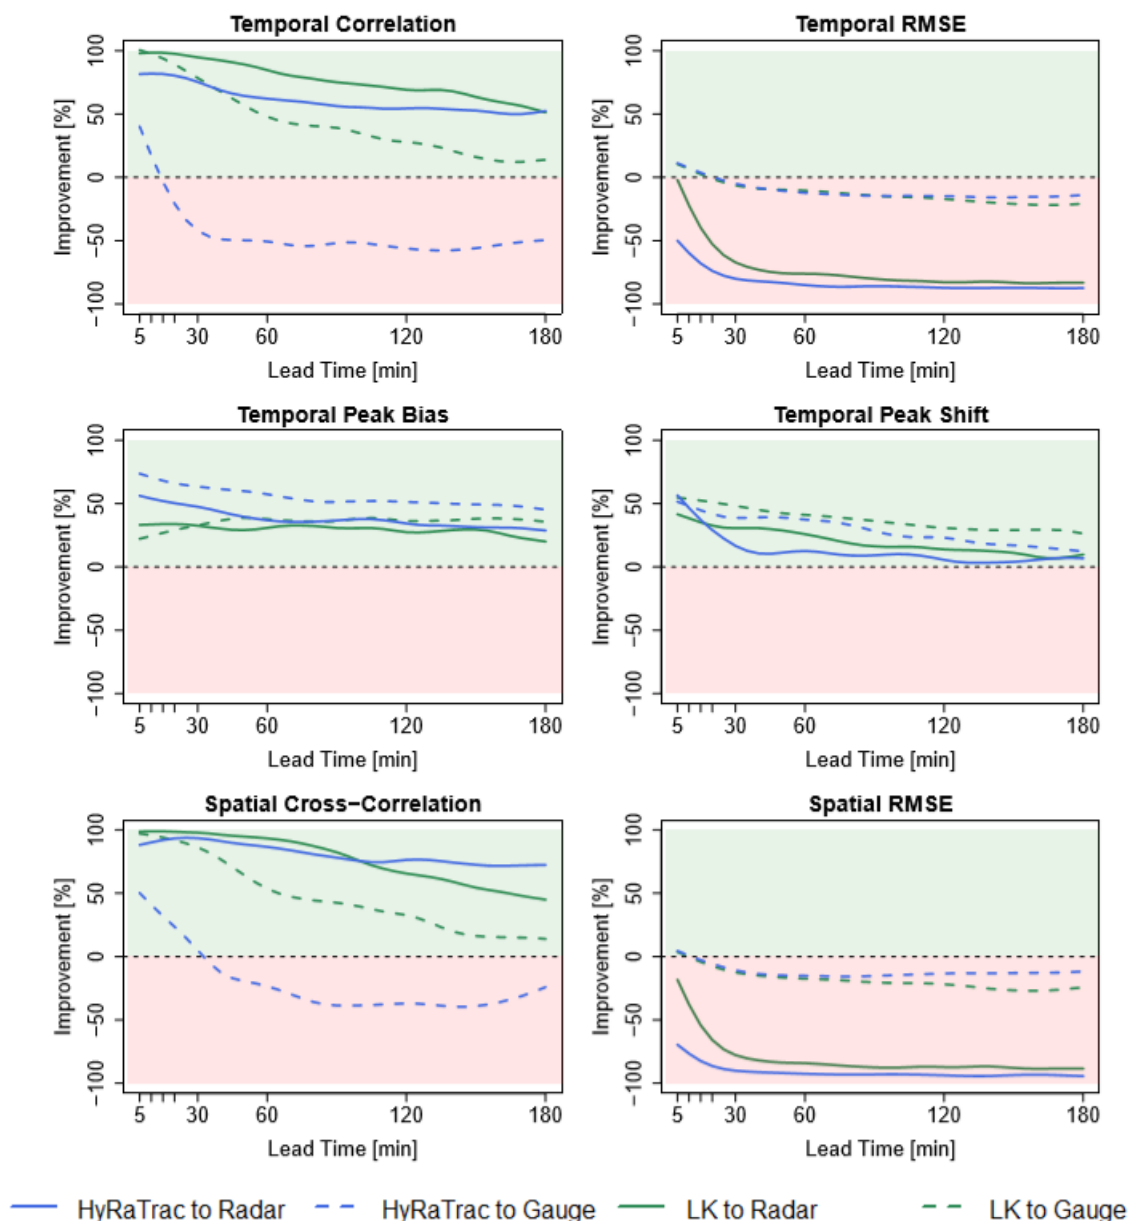 Temporal Correlation
Improvement [%]
100
50
0
−50
−100
5 30 60 120 180
Lead Time [min]
Temporal RMSE
Improvement [%]
100
50
0
−50
−100
5 30 60 120 180
Lead Time [min]
Temporal Peak Bias
Improvement [%]
100
50
0
−50
−100
5 30 60 120 180
Lead Time [min]
Temporal Peak Shift
Improvement [%]
100
50
0
−50
−100
5 30 60 120 180
Lead Time [min]
Spatial Cross−Correlation
Improvement [%]
100
50
0
−50
−100
5 30 60 120 180
Lead Time [min]
Spatial RMSE
Improvement [%]
100
50
0
−50
−100
5 30 60 120 180
Lead Time [min]
HyRaTrac to Radar HyRaTrac to Gauge LK to Radar LK to Gauge